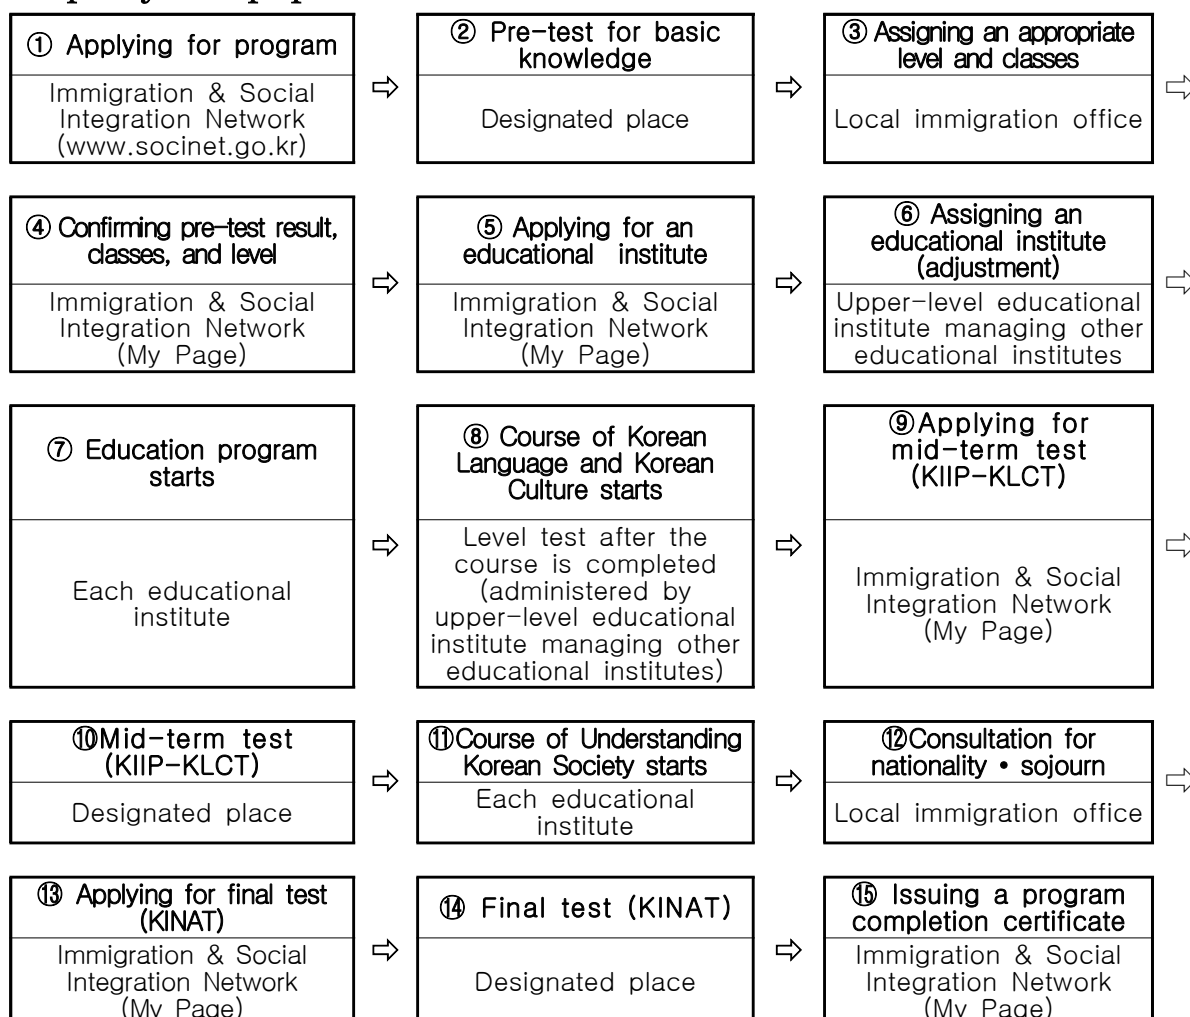 ① Applying for program
Immigration & Social
Integration Network
(www.socinet.go.kr)
⇨
② Pre-test for basic
knowledge
Designated place
⇨
③ Assigning an appropriate
level and classes
Local immigration office
⇨
④ Confirming pre-test result,
classes, and level
Immigration & Social
Integration Network
(My Page)
⑤ Applying for an
educational institute
Immigration & Social
Integration Network
(My Page)
⇨
⑥ Assigning an
educational institute
(adjustment)
Upper-level educational
institute managing other
educational institutes
⇨
⑦ Education program
starts
Each educational
institute
⇨
⑧ Course of Korean
Language and Korean
Culture starts
Level test after the
course is completed
(administered by
upper-level educational
institute managing other
educational institutes)
⇨
⑨Applying for
mid-term test
(KIIP-KLCT)
Immigration & Social
Integration Network
(My Page)
⇨
⑩Mid-term test
(KIIP-KLCT)
Designated place
⇨
⑪Course of Understanding
Korean Society starts
Each educational
institute
⇨
⑫Consultation for
nationality • sojourn
Local immigration office
⇨
⑬ Applying for final test
(KINAT)
Immigration & Social
Integration Network
(My Page)
⇨
⑭ Final test (KINAT)
Designated place
⇨
⑮ Issuing a program
completion certificate
Immigration & Social
Integration Network
(My Page)